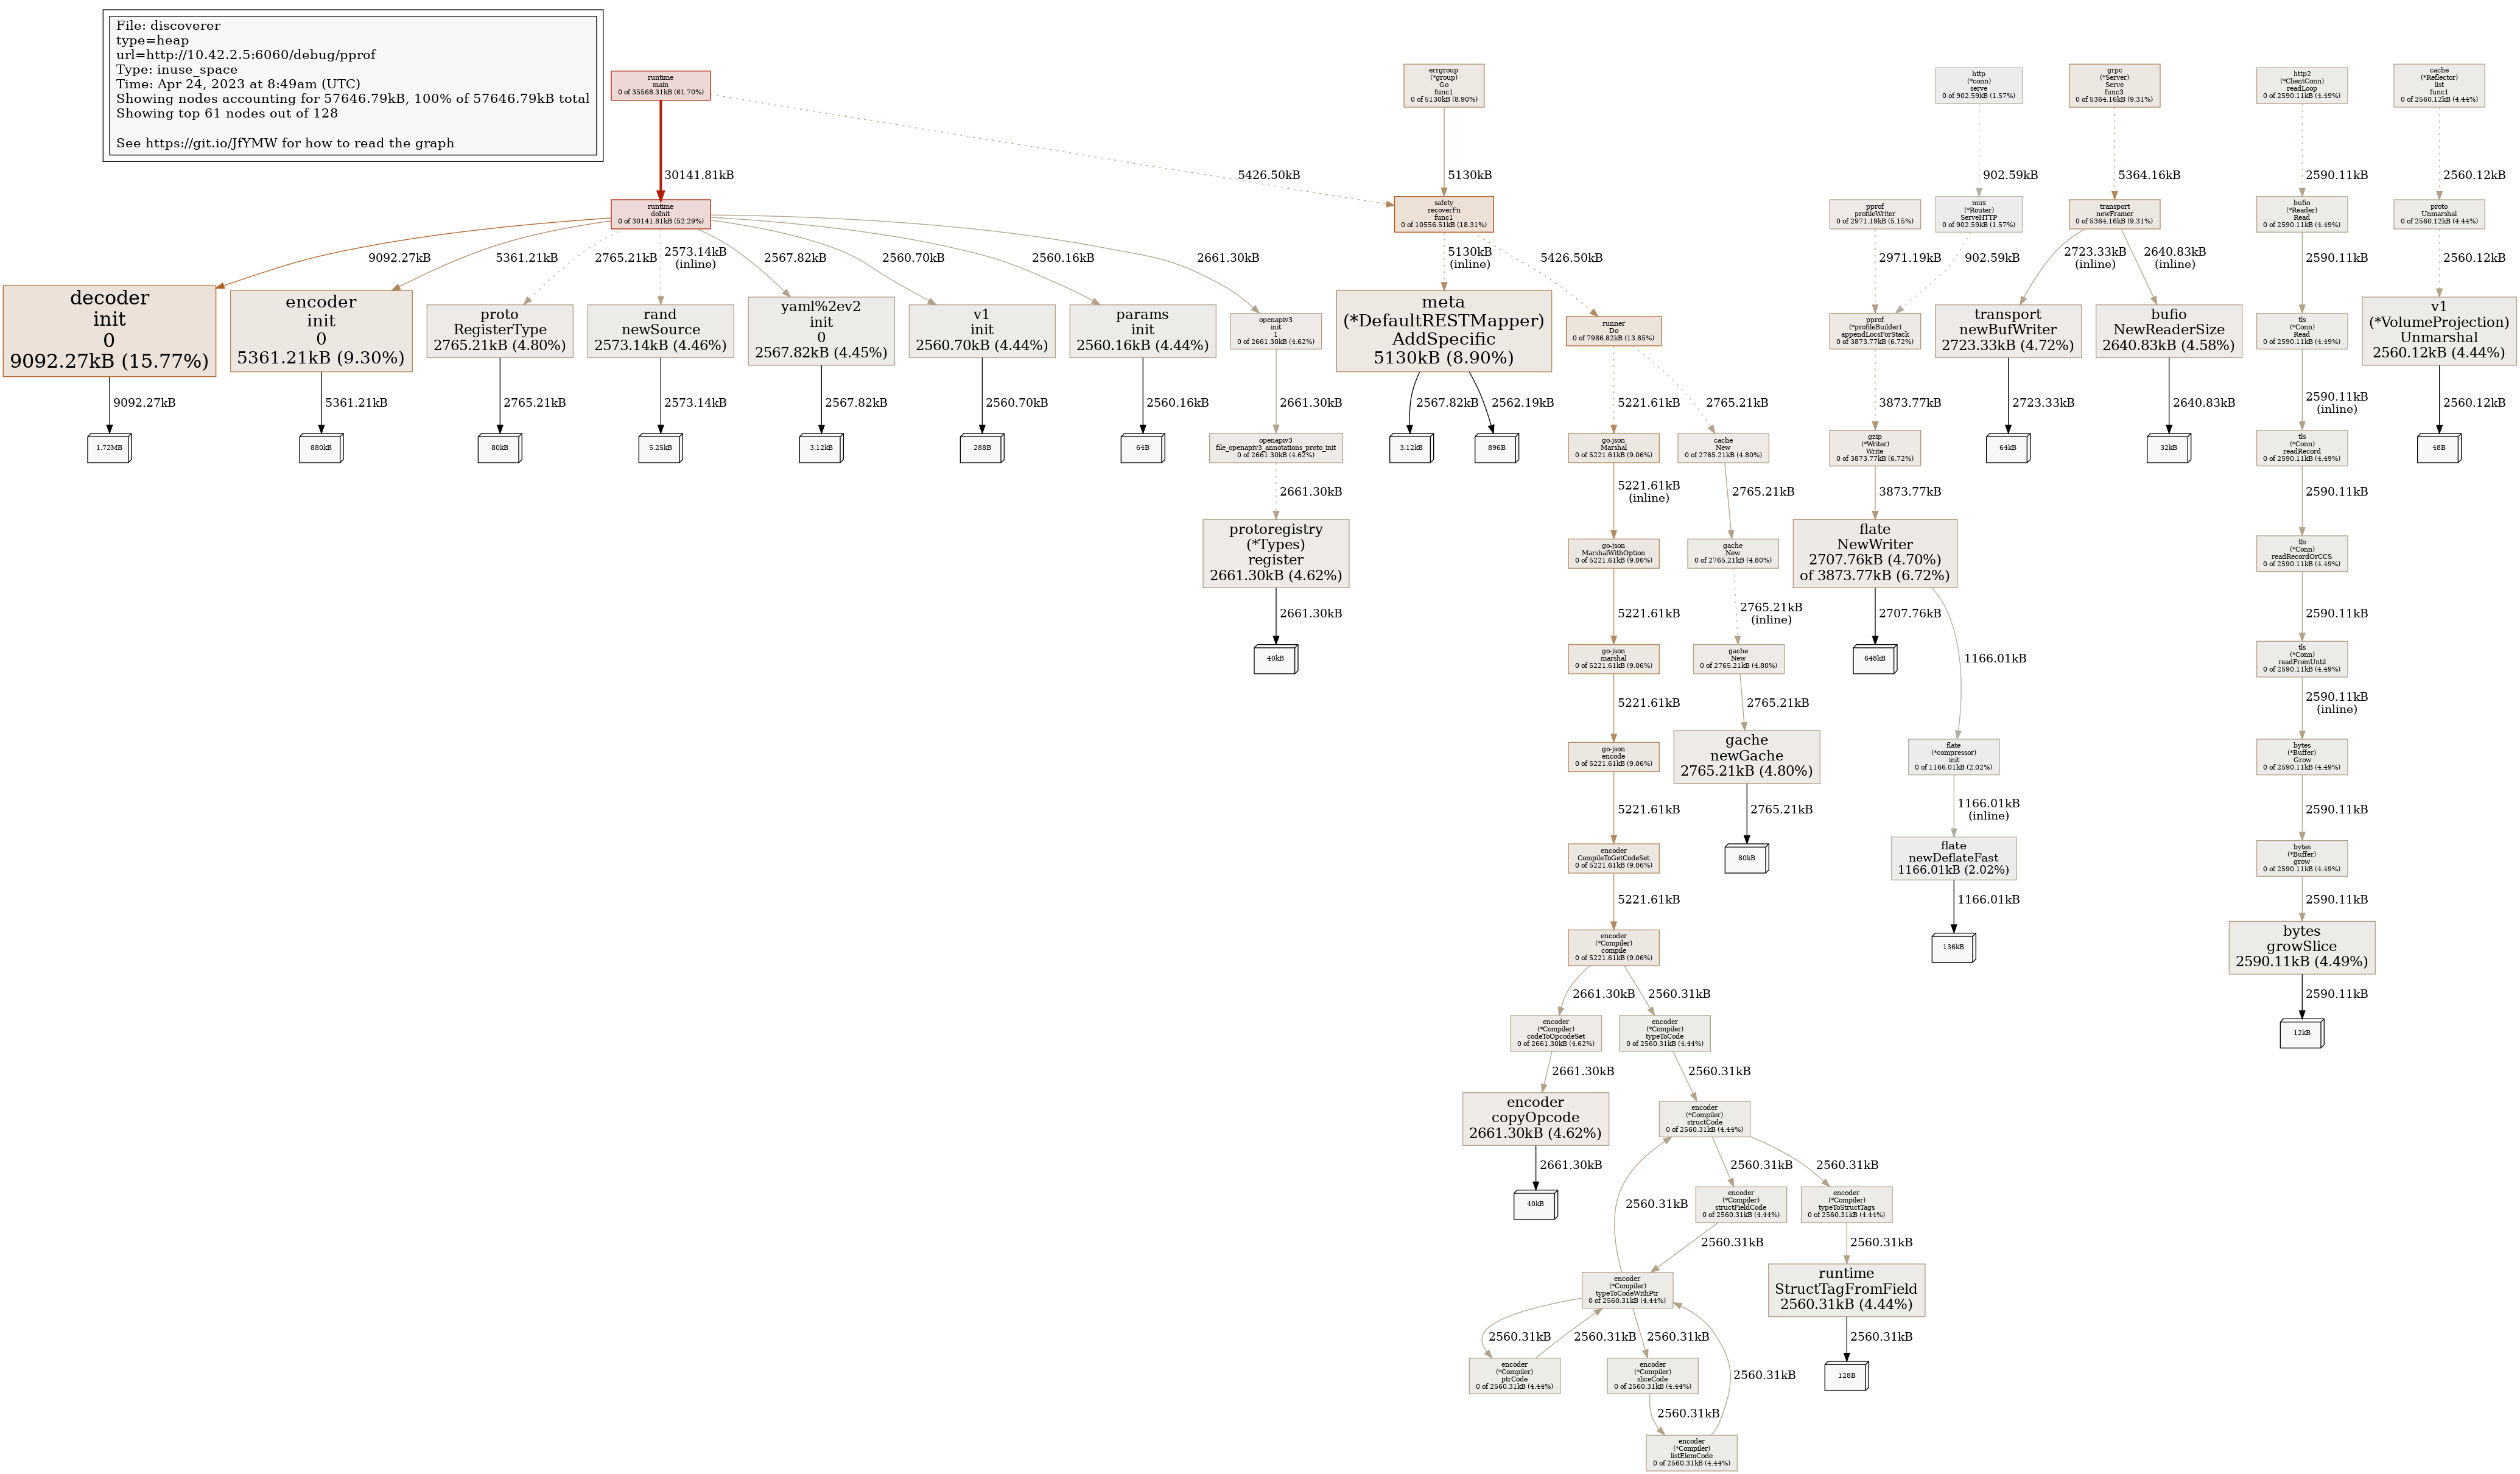 File: discoverer
type=heap
url=http://10.42.2.5:6060/debug/pprof
Type: inuse_space
Time: Apr 24, 2023 at 8:49am (UTC)
Showing nodes accounting for 57646.79kB, 100% of 57646.79kB total
Showing top 61 nodes out of 128
See https://git.io/JfYMW for how to read the graph
runtime
main
0 of 35568.31kB (61.70%)
errgroup
(*group)
Go
func1
0 of 5130kB (8.90%)
http
(*conn)
serve
0 of 902.59kB (1.57%)
grpc
(*Server)
Serve
func3
0 of 5364.16kB (9.31%)
http2
(*ClientConn)
readLoop
0 of 2590.11kB (4.49%)
cache
(*Reflector)
list
func1
0 of 2560.12kB (4.44%)
30141.81kB
5426.50kB
5130kB
902.59kB
5364.16kB
2590.11kB
2560.12kB
runtime
doInit
0 of 30141.81kB (52.29%)
safety
recoverFn
func1
0 of 10556.51kB (18.31%)
pprof
profileWriter
0 of 2971.19kB (5.15%)
mux
(*Router)
ServeHTTP
0 of 902.59kB (1.57%)
transport
newFramer
0 of 5364.16kB (9.31%)
bufio
(*Reader)
Read
0 of 2590.11kB (4.49%)
proto
Unmarshal
0 of 2560.12kB (4.44%)
9092.27kB
5361.21kB
2765.21kB
2573.14kB
(inline)
2567.82kB
2560.70kB
2560.16kB
2661.30kB
5130kB
(inline)
5426.50kB
2971.19kB
902.59kB
2723.33kB
(inline)
2640.83kB
(inline)
2590.11kB
2560.12kB
decoder
init
0
9092.27kB (15.77%)
encoder
init
0
5361.21kB (9.30%)
proto
RegisterType
2765.21kB (4.80%)
rand
newSource
2573.14kB (4.46%)
yaml%2ev2
init
0
2567.82kB (4.45%)
v1
init
2560.70kB (4.44%)
params
init
2560.16kB (4.44%)
openapiv3
init
1
0 of 2661.30kB (4.62%)
meta
(*DefaultRESTMapper)
AddSpecific
5130kB (8.90%)
runner
Do
0 of 7986.82kB (13.85%)
pprof
(*profileBuilder)
appendLocsForStack
0 of 3873.77kB (6.72%)
transport
newBufWriter
2723.33kB (4.72%)
bufio
NewReaderSize
2640.83kB (4.58%)
tls
(*Conn)
Read
0 of 2590.11kB (4.49%)
v1
(*VolumeProjection)
Unmarshal
2560.12kB (4.44%)
9092.27kB
5361.21kB
2765.21kB
2573.14kB
2567.82kB
2560.70kB
2560.16kB
2661.30kB
2567.82kB
2562.19kB
5221.61kB
2765.21kB
3873.77kB
2723.33kB
2640.83kB
2590.11kB
(inline)
2560.12kB
1.72MB
880kB
80kB
5.25kB
3.12kB
288B
64B
openapiv3
file_openapiv3_annotations_proto_init
0 of 2661.30kB (4.62%)
3.12kB
896B
go-json
Marshal
0 of 5221.61kB (9.06%)
cache
New
0 of 2765.21kB (4.80%)
gzip
(*Writer)
Write
0 of 3873.77kB (6.72%)
64kB
32kB
tls
(*Conn)
readRecord
0 of 2590.11kB (4.49%)
48B
2661.30kB
5221.61kB
(inline)
2765.21kB
3873.77kB
2590.11kB
protoregistry
(*Types)
register
2661.30kB (4.62%)
go-json
MarshalWithOption
0 of 5221.61kB (9.06%)
gache
New
0 of 2765.21kB (4.80%)
flate
NewWriter
2707.76kB (4.70%)
of 3873.77kB (6.72%)
tls
(*Conn)
readRecordOrCCS
0 of 2590.11kB (4.49%)
2661.30kB
5221.61kB
2765.21kB
(inline)
2707.76kB
1166.01kB
2590.11kB
40kB
go-json
marshal
0 of 5221.61kB (9.06%)
gache
New
0 of 2765.21kB (4.80%)
648kB
tls
(*Conn)
readFromUntil
0 of 2590.11kB (4.49%)
5221.61kB
2765.21kB
2590.11kB
(inline)
go-json
encode
0 of 5221.61kB (9.06%)
gache
newGache
2765.21kB (4.80%)
flate
(*compressor)
init
0 of 1166.01kB (2.02%)
bytes
(*Buffer)
Grow
0 of 2590.11kB (4.49%)
5221.61kB
2765.21kB
1166.01kB
(inline)
2590.11kB
encoder
CompileToGetCodeSet
0 of 5221.61kB (9.06%)
80kB
flate
newDeflateFast
1166.01kB (2.02%)
bytes
(*Buffer)
grow
0 of 2590.11kB (4.49%)
5221.61kB
1166.01kB
2590.11kB
encoder
(*Compiler)
compile
0 of 5221.61kB (9.06%)
136kB
bytes
growSlice
2590.11kB (4.49%)
2661.30kB
2560.31kB
2590.11kB
encoder
(*Compiler)
codeToOpcodeSet
0 of 2661.30kB (4.62%)
encoder
(*Compiler)
typeToCode
0 of 2560.31kB (4.44%)
12kB
2661.30kB
2560.31kB
encoder
copyOpcode
2661.30kB (4.62%)
encoder
(*Compiler)
structCode
0 of 2560.31kB (4.44%)
2661.30kB
2560.31kB
2560.31kB
40kB
2560.31kB
encoder
(*Compiler)
structFieldCode
0 of 2560.31kB (4.44%)
encoder
(*Compiler)
typeToStructTags
0 of 2560.31kB (4.44%)
2560.31kB
2560.31kB
encoder
(*Compiler)
typeToCodeWithPtr
0 of 2560.31kB (4.44%)
runtime
StructTagFromField
2560.31kB (4.44%)
2560.31kB
2560.31kB
2560.31kB
2560.31kB
2560.31kB
encoder
(*Compiler)
ptrCode
0 of 2560.31kB (4.44%)
encoder
(*Compiler)
sliceCode
0 of 2560.31kB (4.44%)
128B
2560.31kB
encoder
(*Compiler)
listElemCode
0 of 2560.31kB (4.44%)